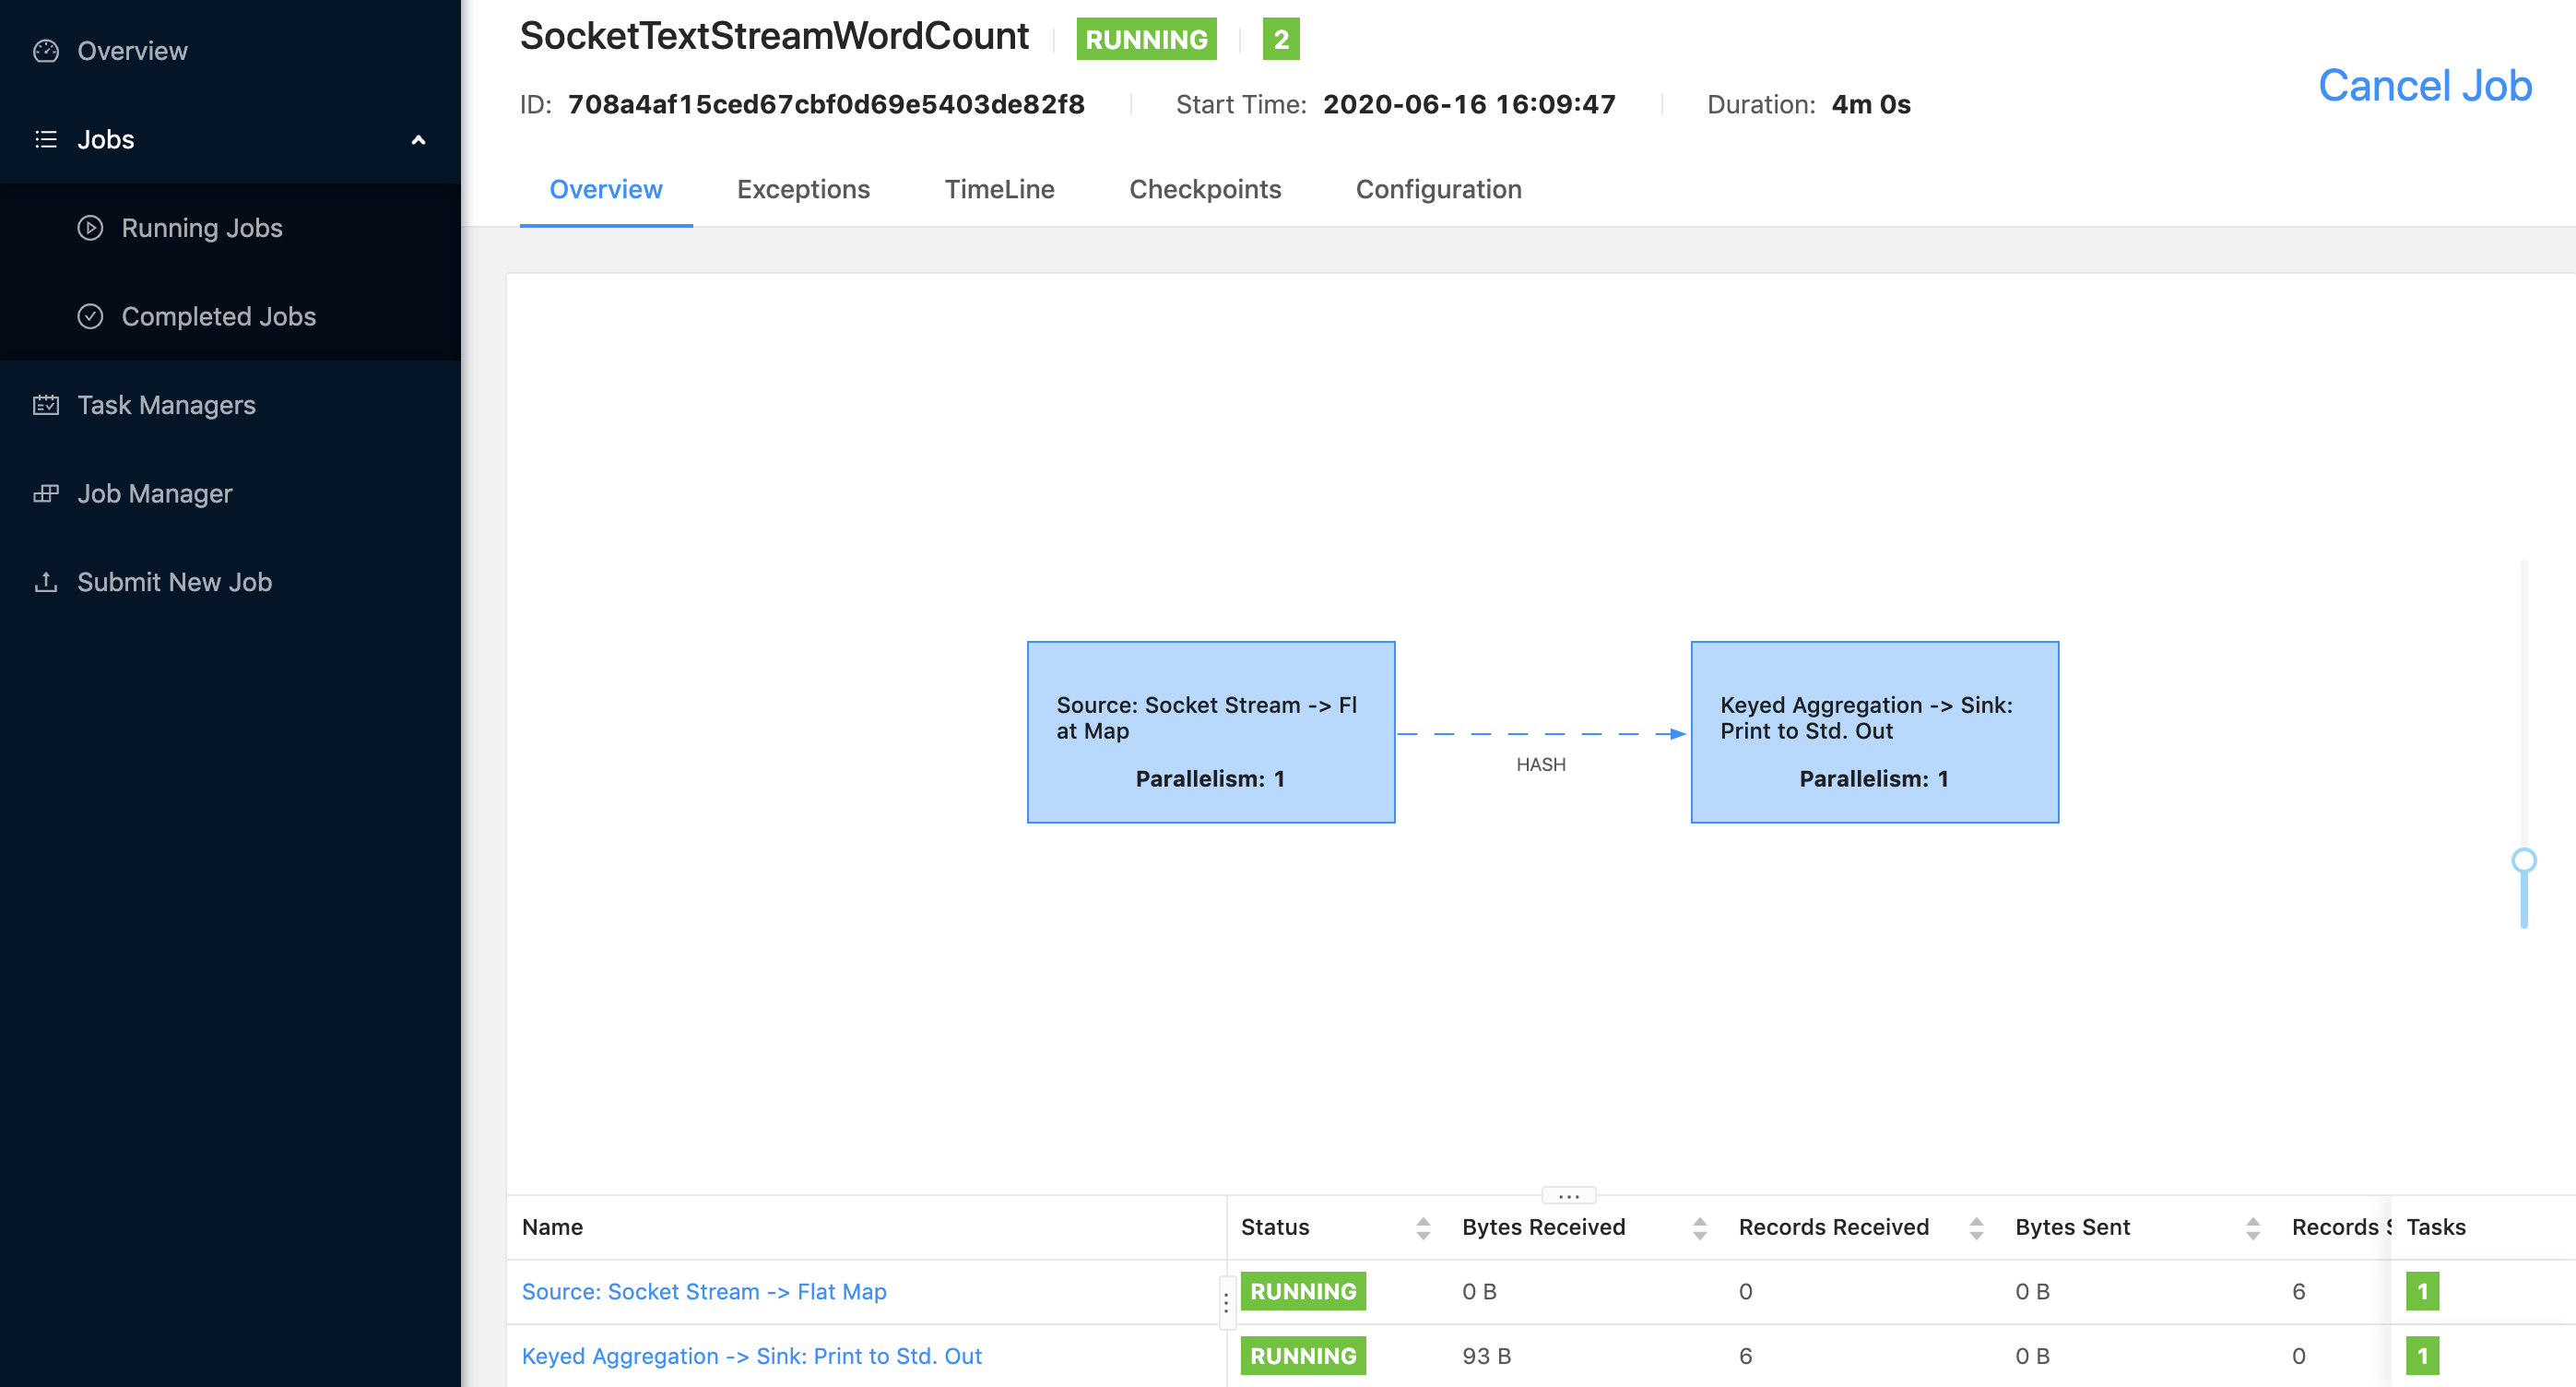 Overview
Jobs
Running Jobs
Completed Jobs
Task Managers
Job Manager
Submit New Job
SocketTextStreamWordCount RUNNING 2
ID: 708a4af15ced67cbf0d69e5403de82f8 Start Time: 2020-06-16 16:09:47 Duration: 4m 0s
Cancel Job
Overview Exceptions TimeLine Checkpoints Configuration
Source: Socket Stream -> Fl
at Map
Parallelism: 1
HASH
Keyed Aggregation -> Sink:
Print to Std. Out
Parallelism: 1
Name Status Bytes Received Records Received Bytes Sent Records Tasks
Source: Socket Stream -> Flat Map RUNNING 0 B 0 0 B 6 1
Keyed Aggregation -> Sink: Print to Std. Out RUNNING 93 B 6 0 B 0 1